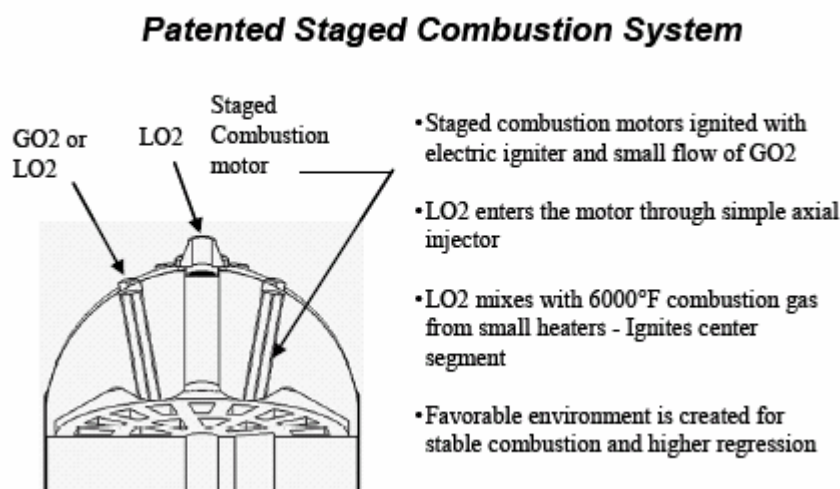 Patented Staged Combustion System
GO2 or
LO2
LO2
Staged
Combustion
motor
•Staged combustion motors ignited with
electric igniter and small flow of GO2
•LO2 enters the motor through simple axial
injector
•LO2 mixes with 6000°F combustion gas
from small heaters - Ignites center
segment
•Favorable environment is created for
stable combustion and higher regression